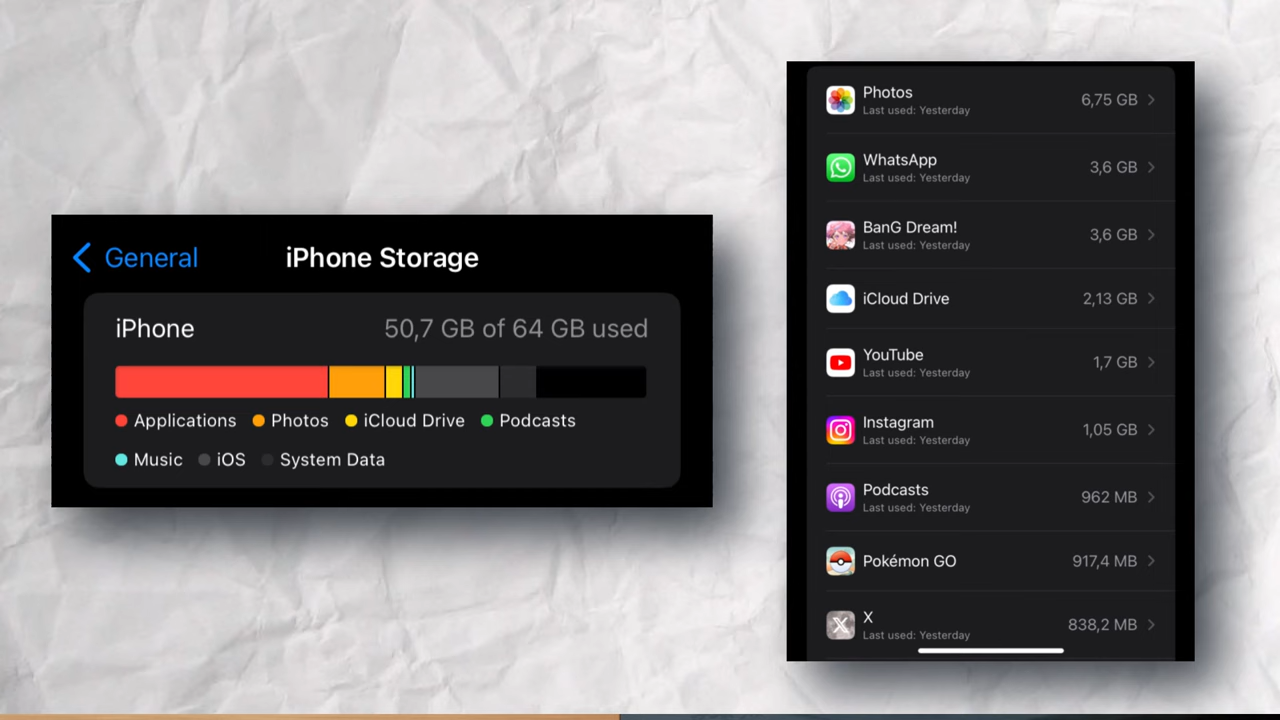 General
iPhone Storage
iPhone
50,7 GB of 64 GB used
Applications
Photos
iCloud Drive
Podcasts
Music
iOS
System Data
Photos
6,75 GB
Last used: Yesterday
WhatsApp
3,6 GB
Last used: Yesterday
BanG Dream!
3,6 GB
Last used: Yesterday
iCloud Drive
2,13 GB
YouTube
1,7 GB
Last used: Yesterday
Instagram
1,05 GB
Last used: Yesterday
Podcasts
962 MB
Last used: Yesterday
Pokémon GO
917,4 MB
X
838,2 MB
Last used: Yesterday